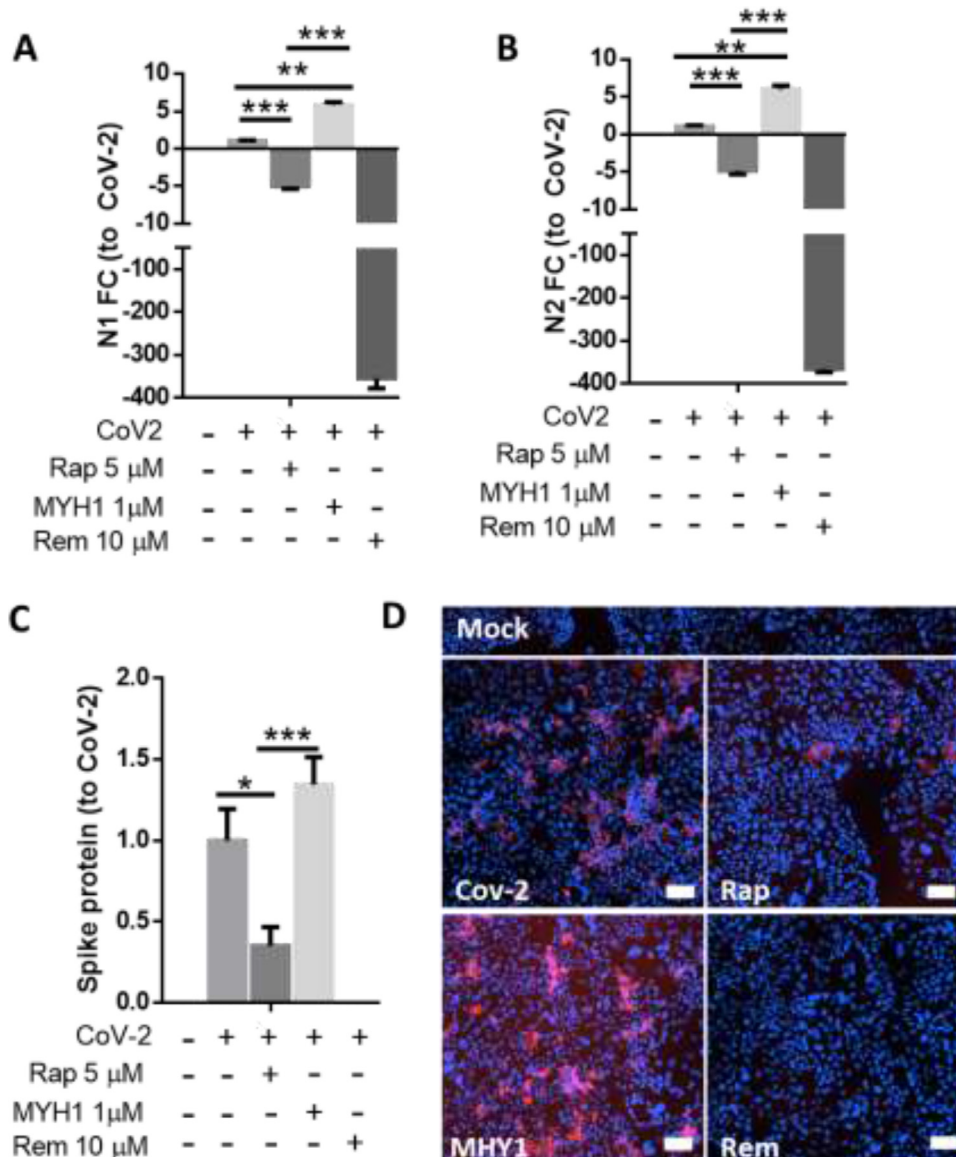 A
***
**
***
10
5
0
-5
-10
-100
-200
-300
-400
N1 FC (to CoV-2)
CoV2 - + + + +
Rap 5 μM - - + - -
MYH1 1μM - - - + -
Rem 10 μM - - - - +
B
***
**
***
10
5
0
-5
-10
-100
-200
-300
-400
N2 FC (to CoV-2)
CoV2 - + + + +
Rap 5 μM - - + - -
MYH1 1μM - - - + -
Rem 10 μM - - - - +
C
2.0
1.5
1.0
0.5
0.0
Spike protein (to CoV-2)
***
*
CoV-2 - + + + +
Rap 5 μM - - + - -
MYH1 1μM - - - + -
Rem 10 μM - - - - +
D
Mock
Cov-2
Rap
MHY1
Rem